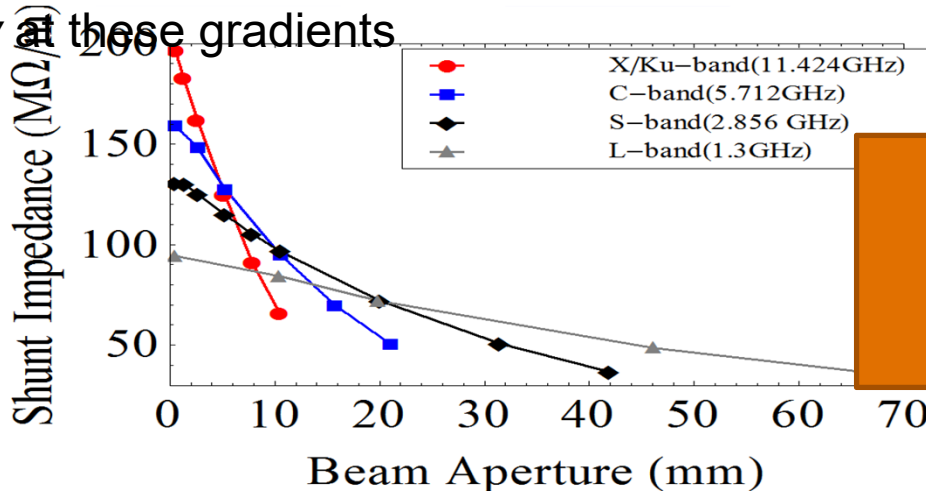 at these gradients
200
150
100
50
0 10 20 30 40 50 60 70
Shunt Impedance (MΩ/m)
Beam Aperture (mm)
X/Ku-band(11.424GHz)
C-band(5.712GHz)
S-band(2.856 GHz)
L-band(1.3GHz)